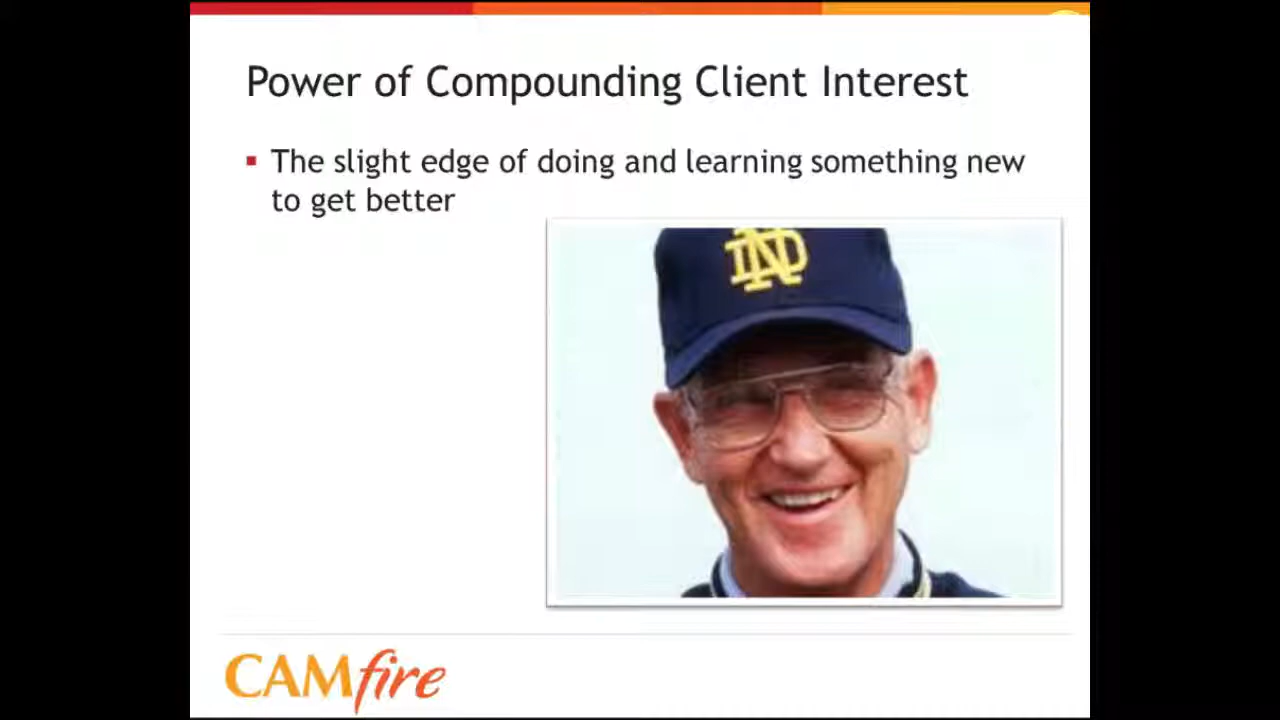 Power of Compounding Client Interest
The slight edge of doing and learning something new
to get better
ND
CAMfire